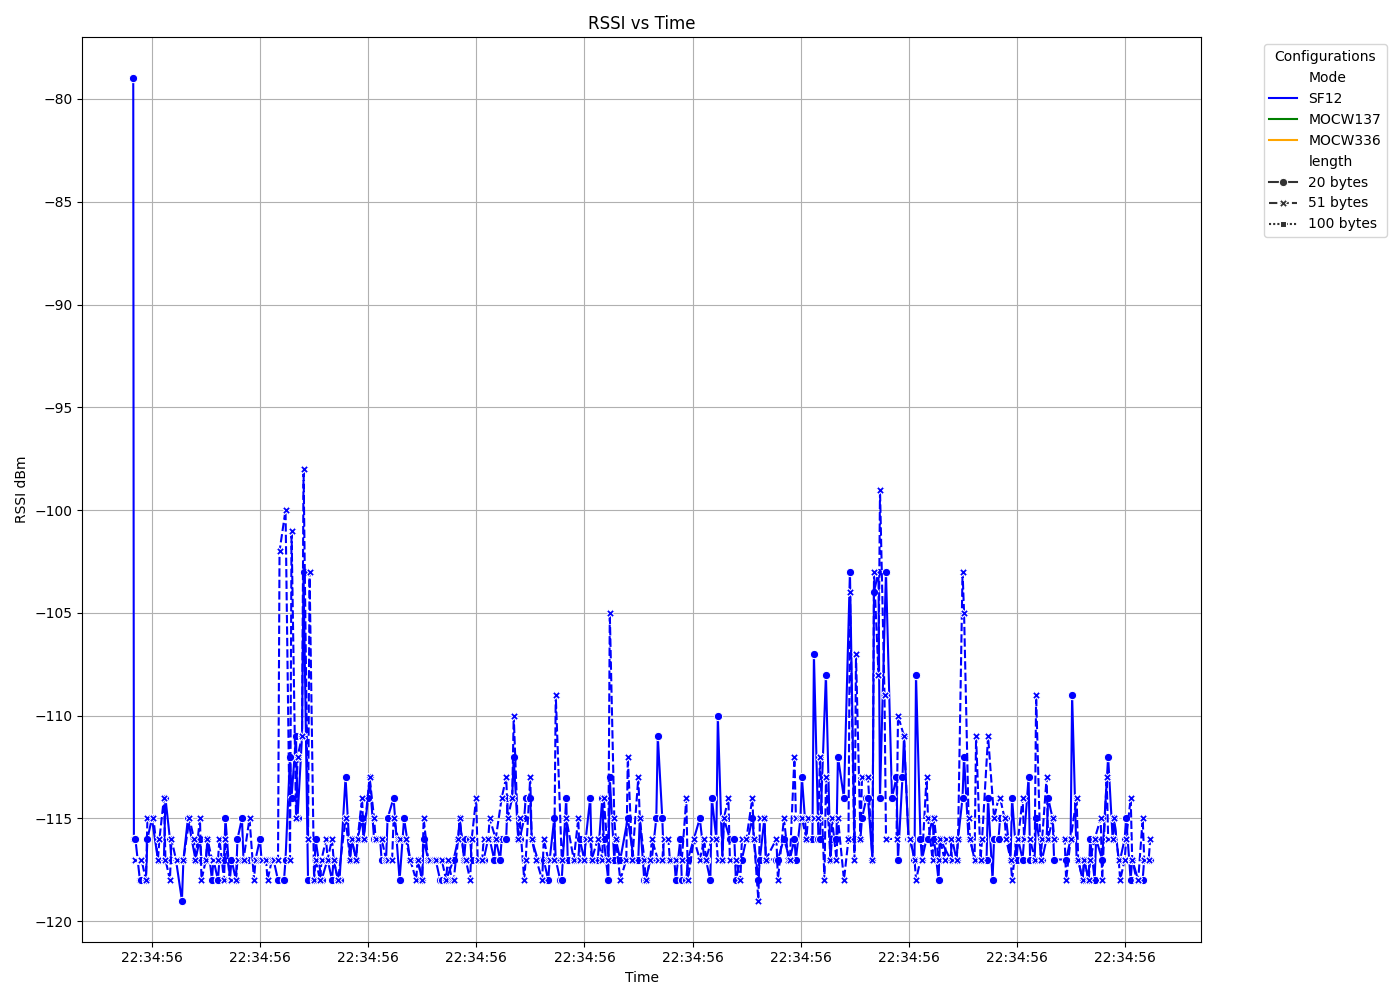 RSSI vs Time
Configurations
Mode
SF12
MOCW137
MOCW336
length
20 bytes
51 bytes
100 bytes
RSSI dBm
−80
−85
−90
−95
−100
−105
−110
−115
−120
22:34:56 22:34:56 22:34:56 22:34:56 22:34:56 22:34:56 22:34:56 22:34:56 22:34:56 22:34:56
Time